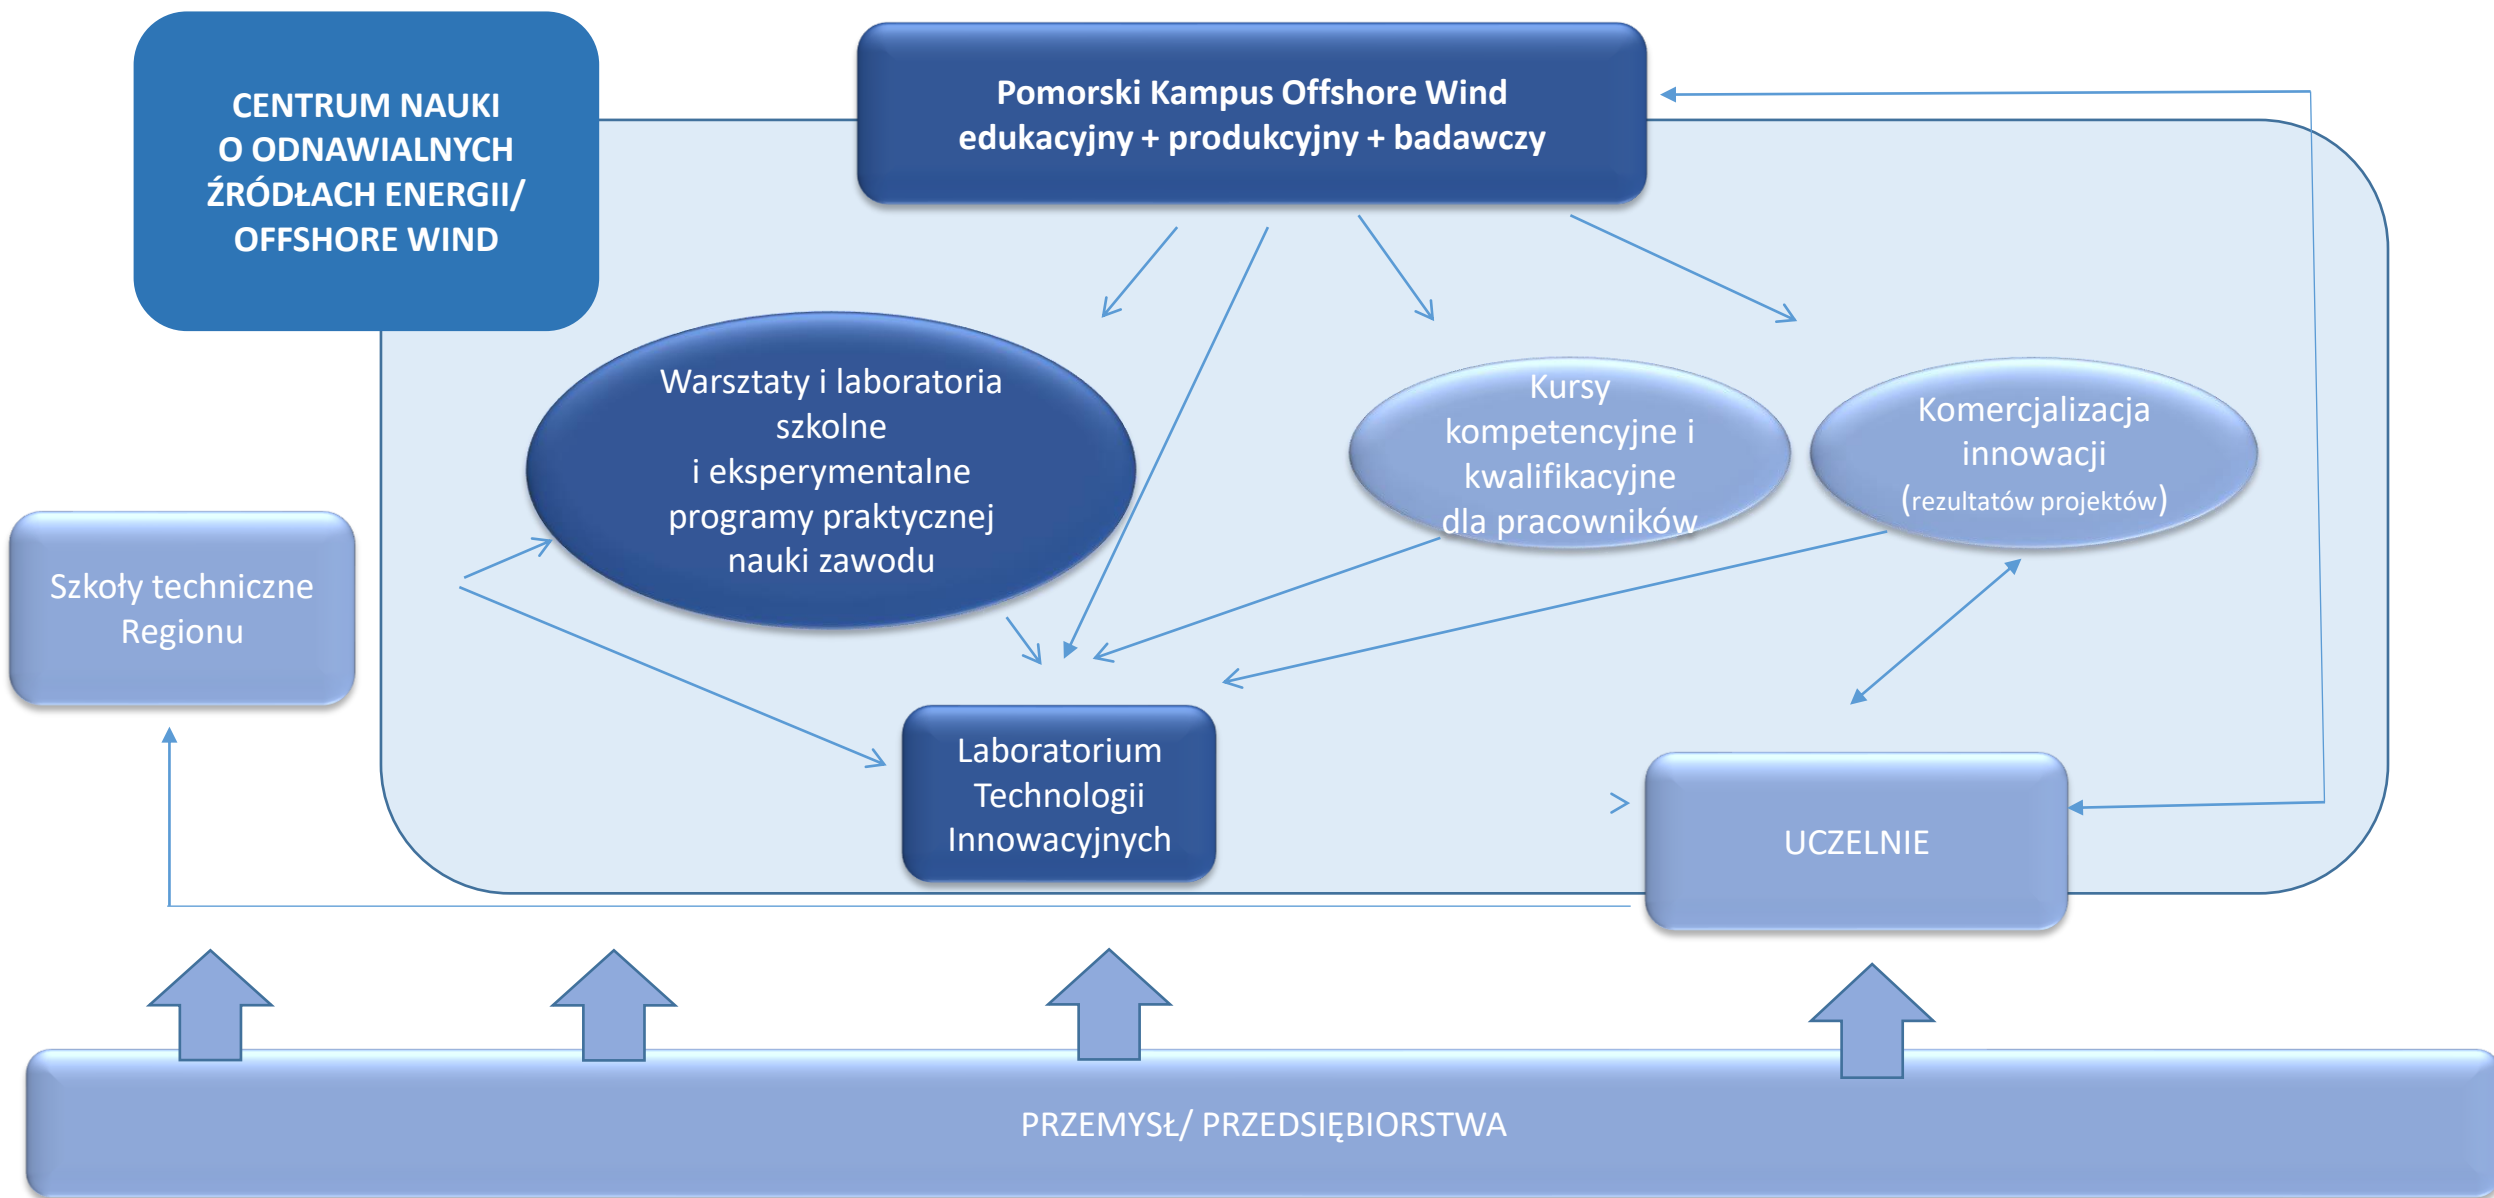 CENTRUM NAUKI
O ODNAWIALNYCH
ŹRÓDŁACH ENERGII/
OFFSHORE WIND
Pomorski Kampus Offshore Wind
edukacyjny + produkcyjny + badawczy
Warsztaty i laboratoria
szkolne
i eksperymentalne
programy praktycznej
nauki zawodu
Kursy
kompetencyjne i
kwalifikacyjne
dla pracowników
Komercjalizacja
innowacji
(rezultatów projektów)
Szkoły techniczne
Regionu
Laboratorium
Technologii
Innowacyjnych
UCZELNIE
PRZEMYSŁ/ PRZEDSIĘBIORSTWA